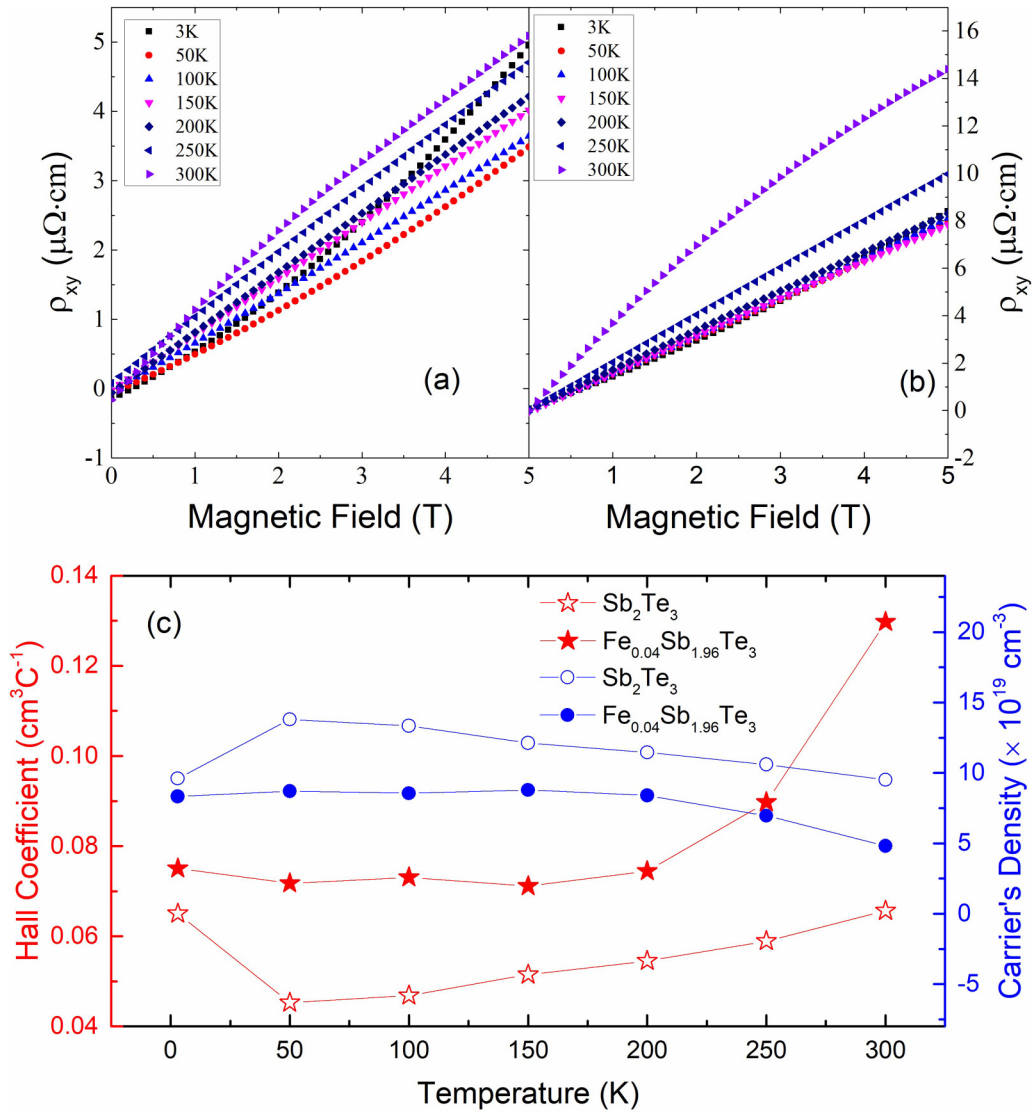 3K
50K
100K
150K
200K
250K
300K
5
4
3
2
1
0
-1
ρxy (μΩ·cm)
(a)
0
1
2
3
4
5
Magnetic Field (T)
3K
50K
100K
150K
200K
250K
300K
16
14
12
10
8
6
4
2
0
-2
ρxy (μΩ·cm)
(b)
1
2
3
4
5
Magnetic Field (T)
(c)
Sb2Te3
Fe0.04Sb1.96Te3
Sb2Te3
Fe0.04Sb1.96Te3
0.14
0.12
0.10
0.08
0.06
0.04
Hall Coefficient (cm³C⁻¹)
20
15
10
5
0
-5
Carrier's Density (× 10¹⁹ cm⁻³)
0
50
100
150
200
250
300
Temperature (K)